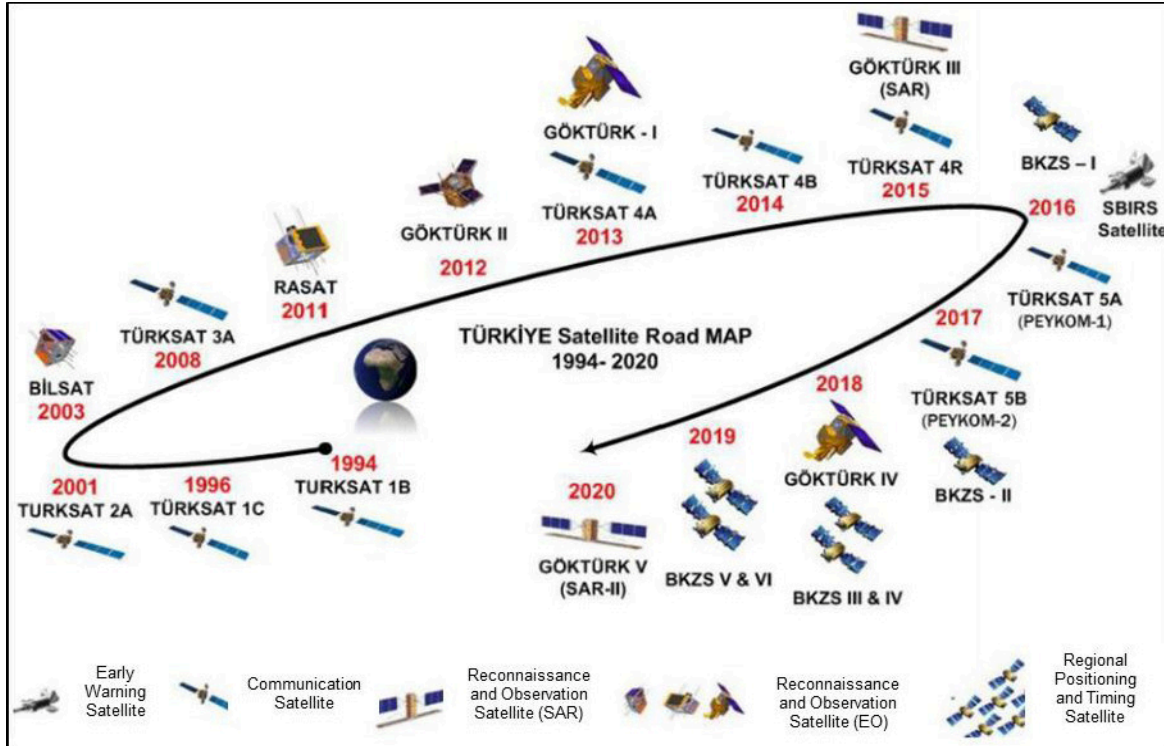 GÖKTÜRK III
(SAR)
GÖKTÜRK - I
BKZS – I
TÜRKSAT 4B
2014
TÜRKSAT 4R
2015
TÜRKSAT 4A
2013
2016
SBIRS
Satellite
GÖKTÜRK II
2012
RASAT
2011
TÜRKSAT 5A
(PEYKOM-1)
TÜRKSAT 3A
2008
TÜRKİYE Satellite Road MAP
1994- 2020
2017
BİLSAT
2003
2018
TÜRKSAT 5B
(PEYKOM-2)
2019
1994
TURKSAT 1B
2001
TURKSAT 2A
1996
TÜRKSAT 1C
GÖKTÜRK IV
BKZS - II
2020
GÖKTÜRK V
(SAR-II)
BKZS V & VI
BKZS III & IV
Early
Warning
Satellite
Communication
Satellite
Reconnaissance
and Observation
Satellite (SAR)
Reconnaissance
and Observation
Satellite (EO)
Regional
Positioning
and Timing
Satellite